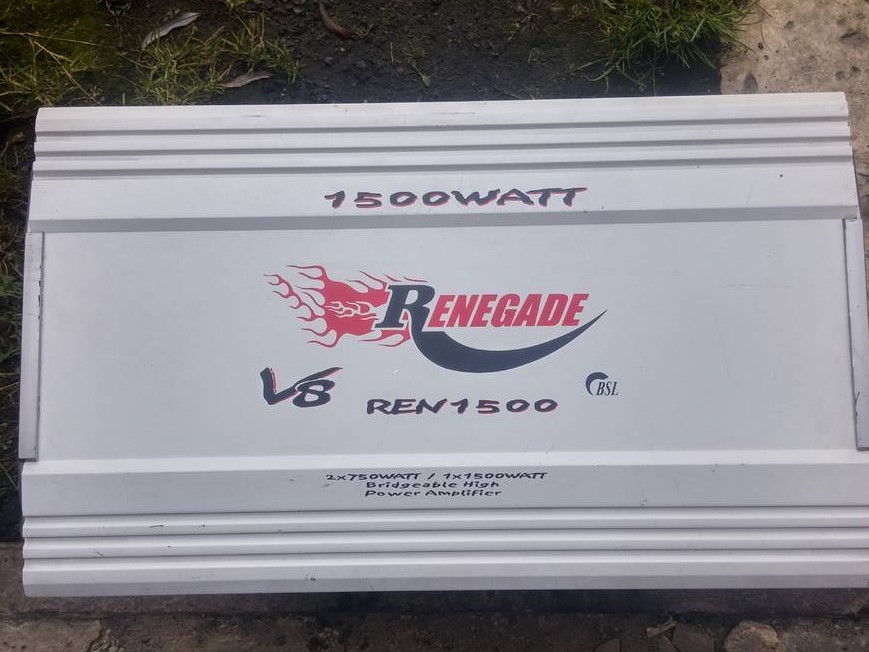 1500WATT
RENEGADE
V8 REN1500 BSL
2x750WATT / 1x1500WATT
Bridgeable High
Power Amplifier